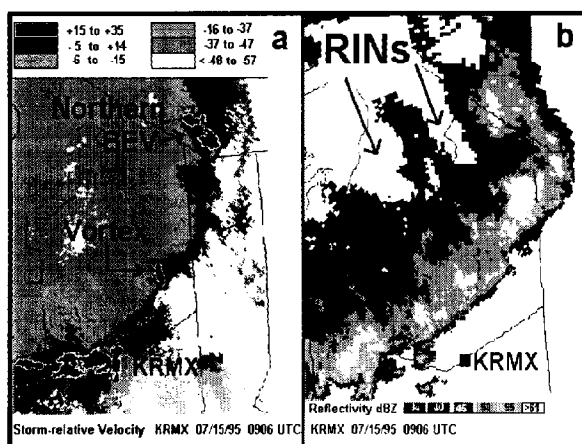 +15 to +35
-16 to -37
a
-5 to +14
-37 to -47
-6 to -15
< -48 to 57
Northern
BEV
Vortex
KRMX
Storm-relative Velocity KRMX 07/15/95 0906 UTC
b
RINs
KRMX
Reflectivity dBZ
KRMX 07/15/95 0906 UTC